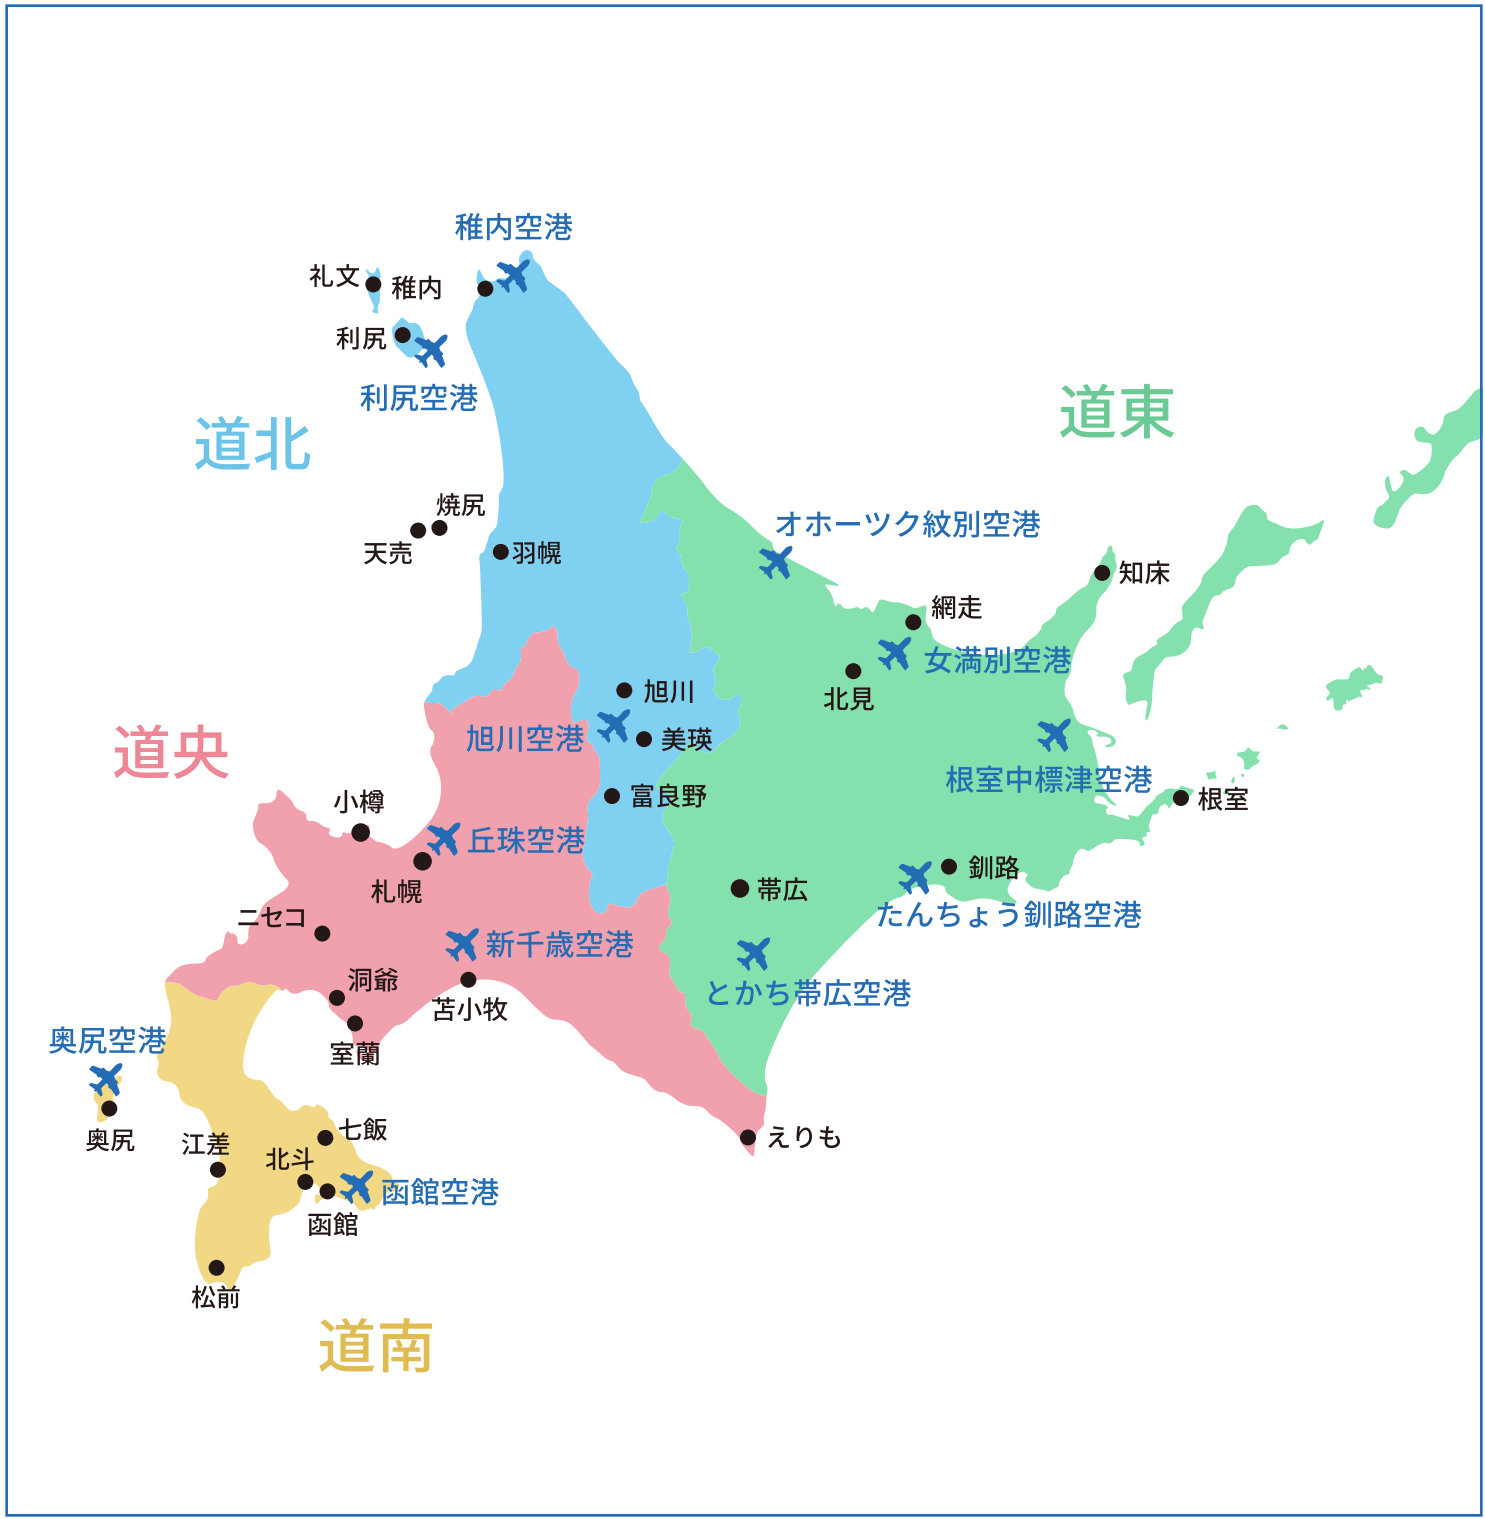 稚内空港
礼文
稚内
利尻
利尻空港
道北
道東
焼尻
天売
羽幌
オホーツク紋別空港
知床
網走
女満別空港
北見
旭川
旭川空港
美瑛
道央
根室中標津空港
根室
富良野
小樽
丘珠空港
札幌
釧路
帯広
たんちょう釧路空港
ニセコ
新千歳空港
洞爺
とかち帯広空港
苫小牧
奥尻空港
室蘭
奥尻
七飯
えりも
江差
北斗
函館空港
函館
松前
道南